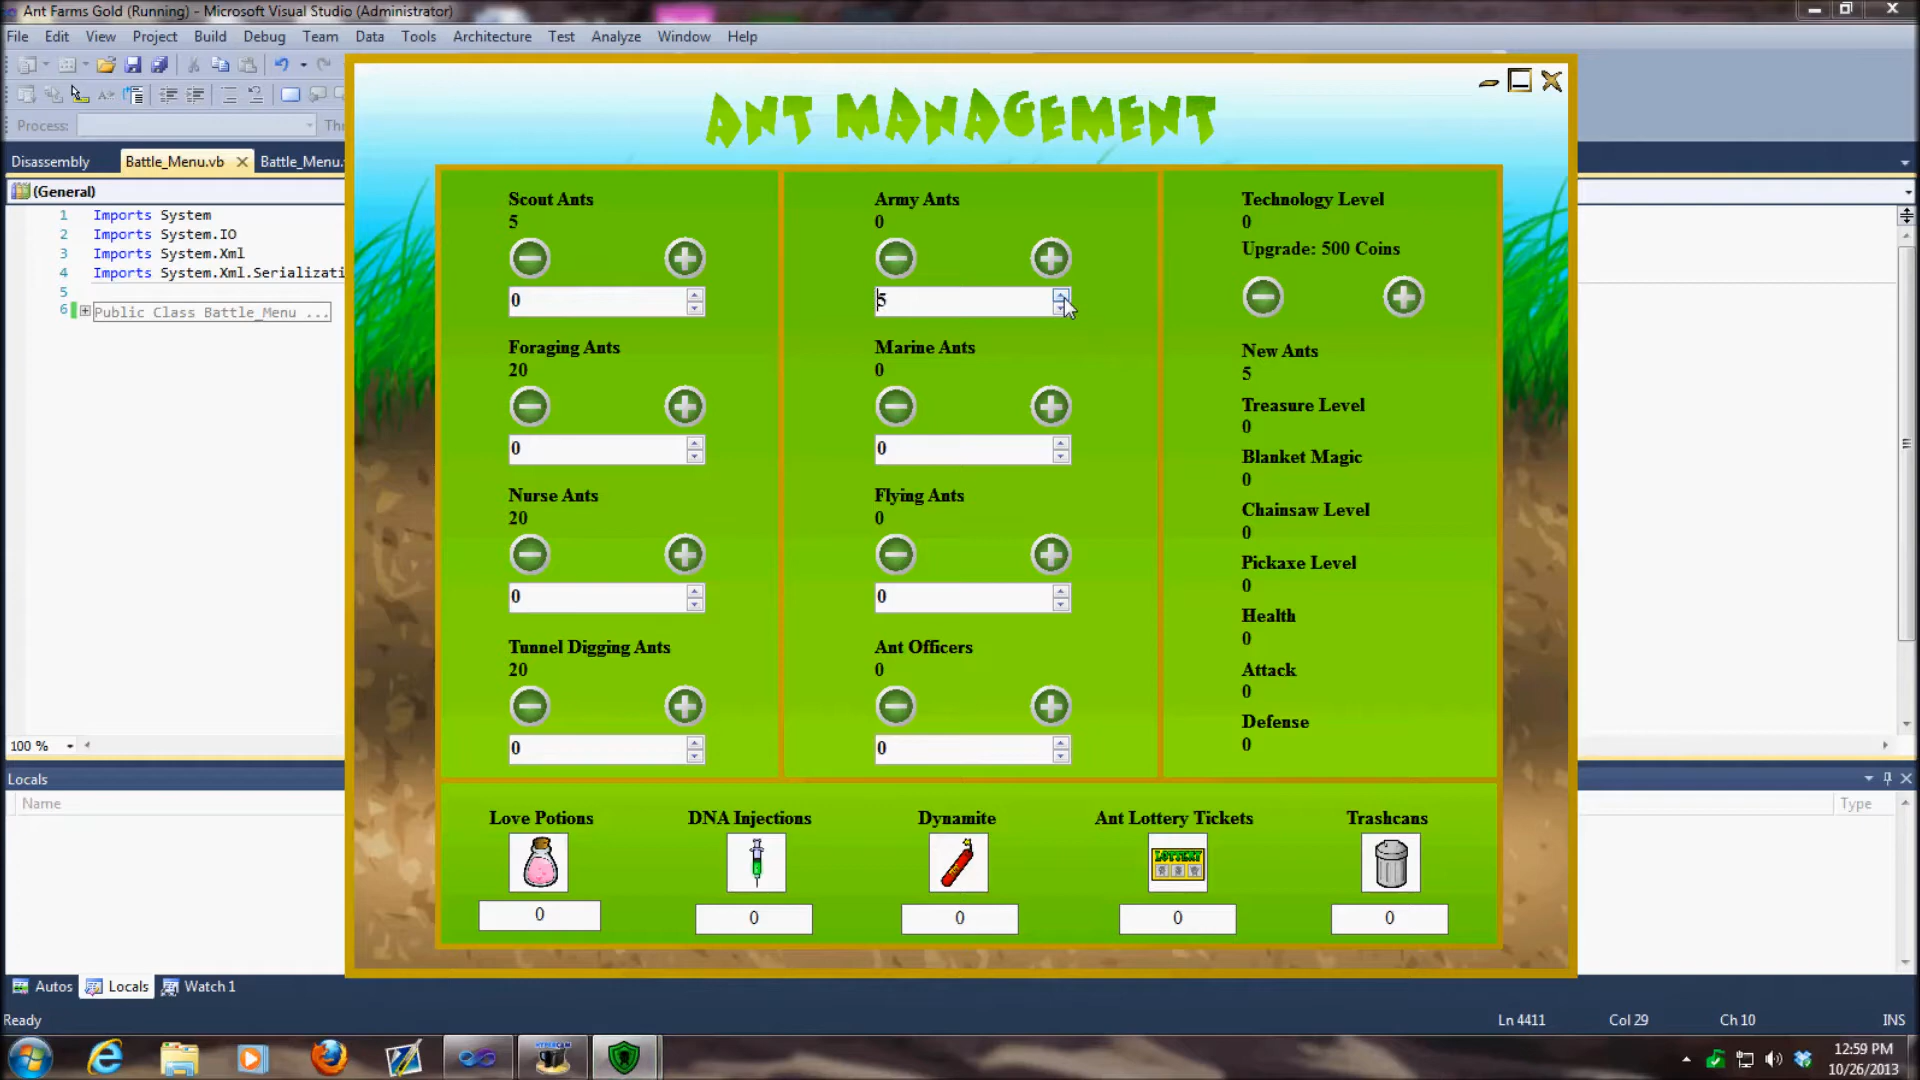 Ant Farms Gold (Running) - Microsoft Visual Studio (Administrator)
File Edit View Project Build Debug Team Data Tools Architecture Test Analyze Window Help
Process:
Disassembly Battle_Menu.vb Battle_Menu.
(General)
1 Imports System
2 Imports System.IO
3 Imports System.Xml
4 Imports System.Xml.Serializati
5
6 Public Class Battle_Menu ...
100 %
Locals
Name
Type
Autos Locals Watch 1
Ready
Ln 4411 Col 29 Ch 10 INS
12:59 PM
10/26/2013
ANT MANAGEMENT
Scout Ants
5
0
Foraging Ants
20
0
Nurse Ants
20
0
Tunnel Digging Ants
20
0
Army Ants
0
5
Marine Ants
0
0
Flying Ants
0
0
Ant Officers
0
0
Technology Level
0
Upgrade: 500 Coins
New Ants
5
Treasure Level
0
Blanket Magic
0
Chainsaw Level
0
Pickaxe Level
0
Health
0
Attack
0
Defense
0
Love Potions DNA Injections Dynamite Ant Lottery Tickets Trashcans
LOTTERY
0 0 0 0 0
HYPERCAM